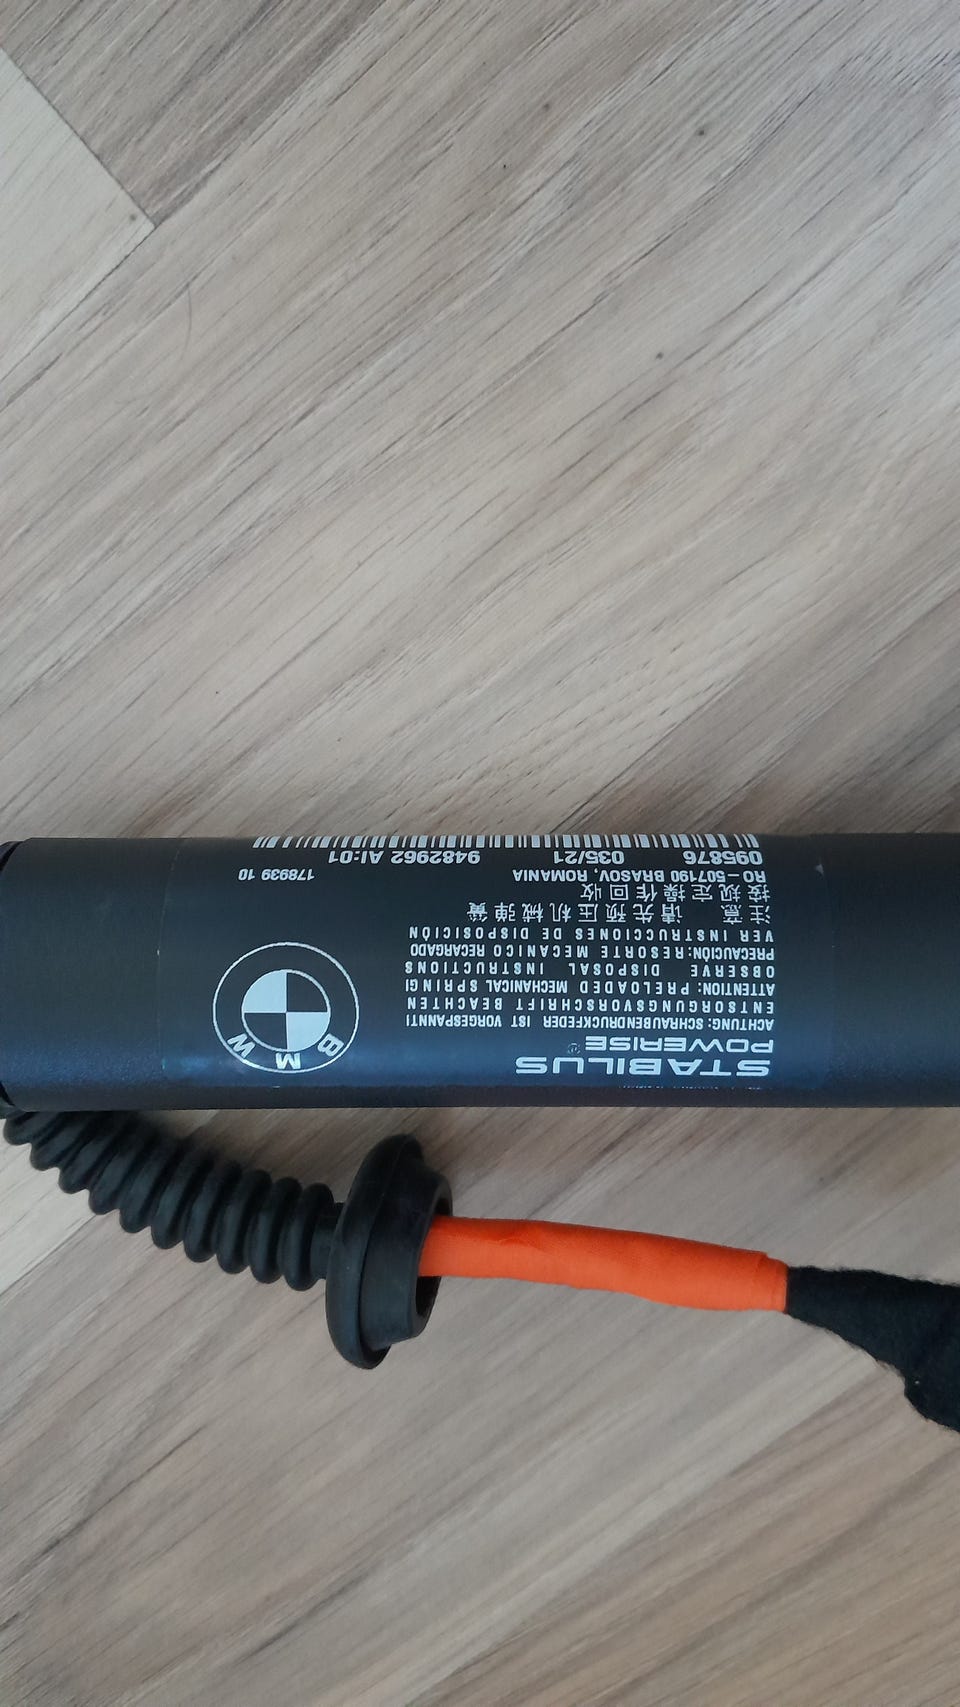 STABILUS
POWERISE®
ACHTUNG: SCHRAUBENDRUCKFEDER IST VORGESPANNT!
ENTSORGUNGSVORSCHRIFT BEACHTEN
ATTENTION: PRELOADED MECHANICAL SPRING!
OBSERVE DISPOSAL INSTRUCTIONS
PRECAUCIÓN: RESORTE MECANICO RECARGADO
VER INSTRUCCIONES DE DISPOSICIÓN
注意 请先预压机械弹簧
按规定操作回收
RO-507190 BRASOV, ROMANIA
178939 10
095876 035/21 9482962 AI:01
BMW